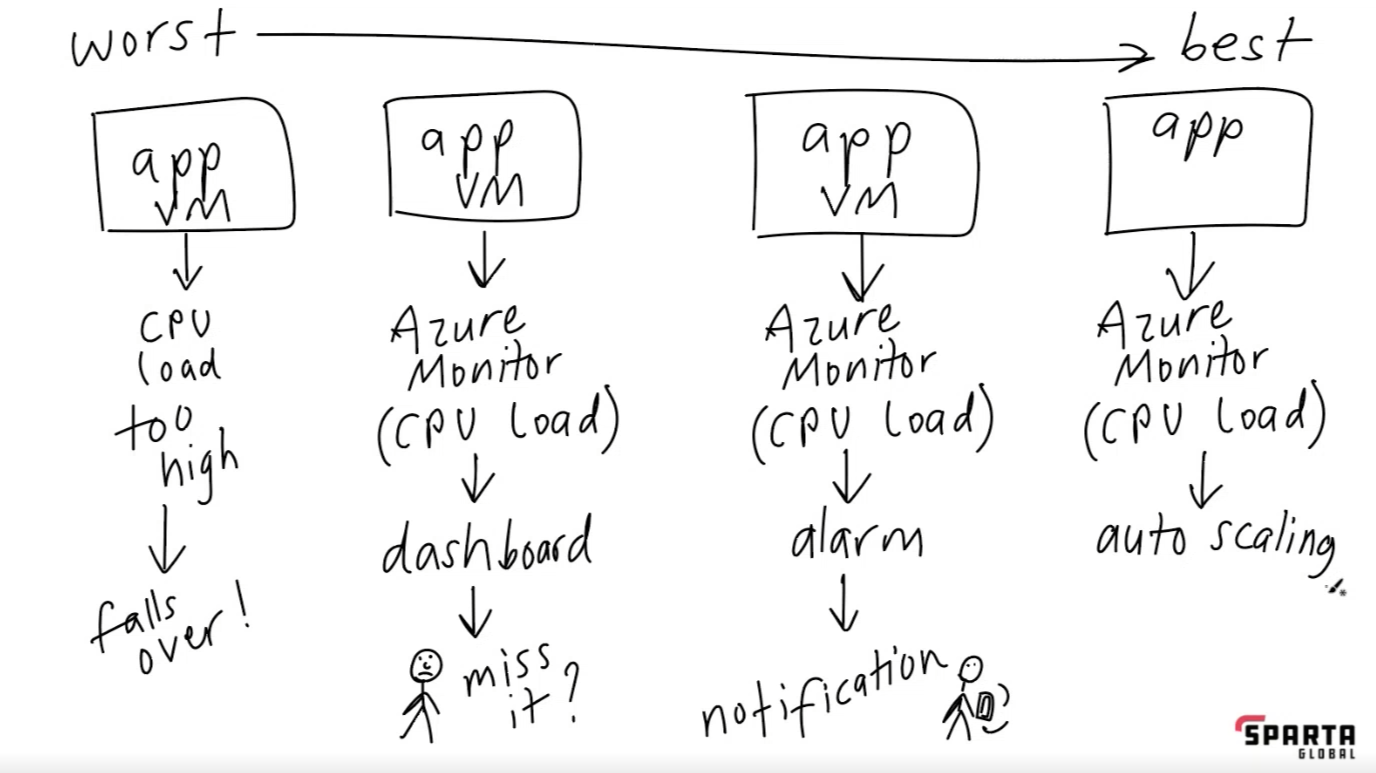 worst
best
app
VM
CPU
load
too
high
falls
over!
app
VM
Azure
Monitor
(CPU load)
dashboard
miss
it?
app
VM
Azure
Monitor
(CPU load)
alarm
notification
app
Azure
Monitor
(CPU load)
auto scaling
SPARTA
GLOBAL